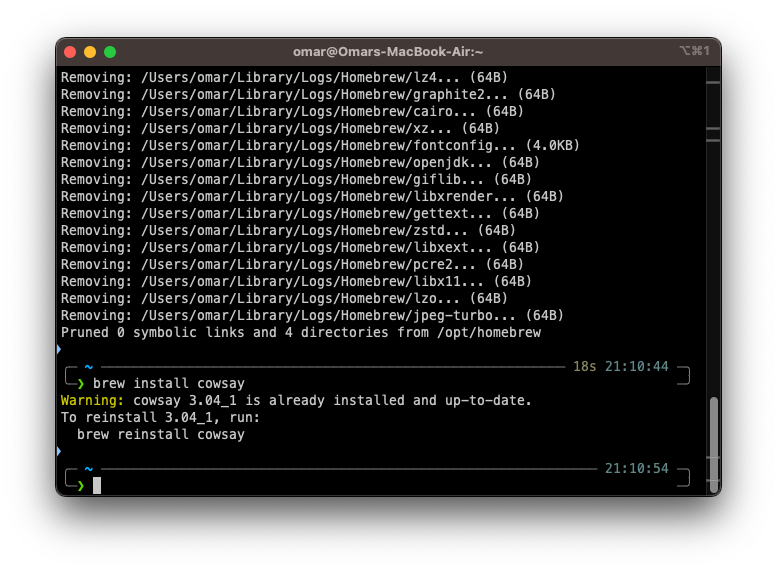 omar@Omars-MacBook-Air:~ ⌥⌘1
Removing: /Users/omar/Library/Logs/Homebrew/lz4... (64B)
Removing: /Users/omar/Library/Logs/Homebrew/graphite2... (64B)
Removing: /Users/omar/Library/Logs/Homebrew/cairo... (64B)
Removing: /Users/omar/Library/Logs/Homebrew/xz... (64B)
Removing: /Users/omar/Library/Logs/Homebrew/fontconfig... (4.0KB)
Removing: /Users/omar/Library/Logs/Homebrew/openjdk... (64B)
Removing: /Users/omar/Library/Logs/Homebrew/giflib... (64B)
Removing: /Users/omar/Library/Logs/Homebrew/libxrender... (64B)
Removing: /Users/omar/Library/Logs/Homebrew/gettext... (64B)
Removing: /Users/omar/Library/Logs/Homebrew/zstd... (64B)
Removing: /Users/omar/Library/Logs/Homebrew/libxext... (64B)
Removing: /Users/omar/Library/Logs/Homebrew/pcre2... (64B)
Removing: /Users/omar/Library/Logs/Homebrew/libx11... (64B)
Removing: /Users/omar/Library/Logs/Homebrew/lzo... (64B)
Removing: /Users/omar/Library/Logs/Homebrew/jpeg-turbo... (64B)
Pruned 0 symbolic links and 4 directories from /opt/homebrew
~ 18s 21:10:44
❯ brew install cowsay
Warning: cowsay 3.04_1 is already installed and up-to-date.
To reinstall 3.04_1, run:
  brew reinstall cowsay
~ 21:10:54
❯